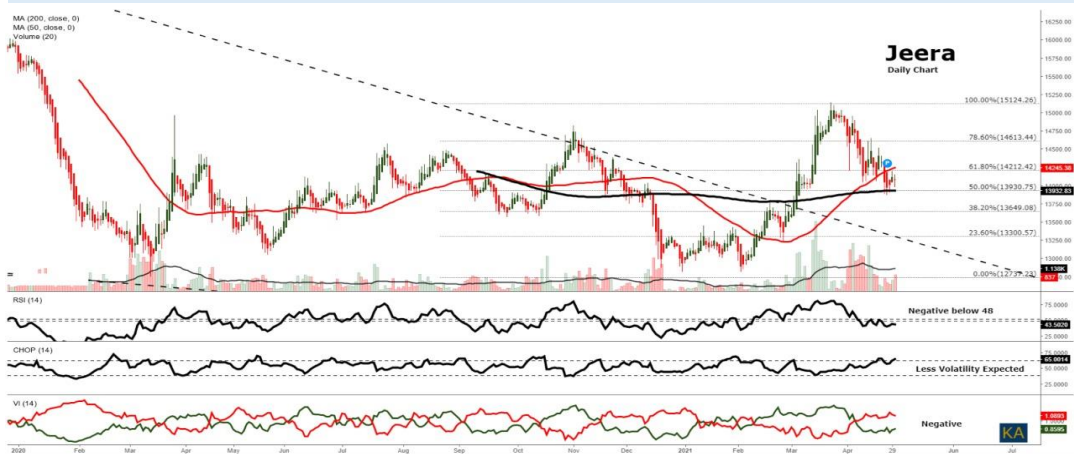 MA (200, close, 0)
MA (50, close, 0)
Volume (20)
Jeera
Daily Chart
16250.00
16000.00
15750.00
15500.00
15250.00
15000.00
14750.00
14500.00
14245.38
13932.83
13750.00
13500.00
13250.00
13000.00
1.138K
837
100.00%(15124.26)
78.60%(14613.44)
61.80%(14212.42)
50.00%(13930.75)
38.20%(13649.08)
23.60%(13300.57)
0.00%(12737.23)
RSI (14)
Negative below 48
75.0000
43.5020
25.0000
CHOP (14)
Less Volatility Expected
65.0014
50.0000
25.0000
VI (14)
Negative
1.0693
0.8595
KA
2020 Feb Mar Apr May Jun Jul Aug Sep Oct Nov Dec 2021 Feb Mar Apr 29 Jun Jul